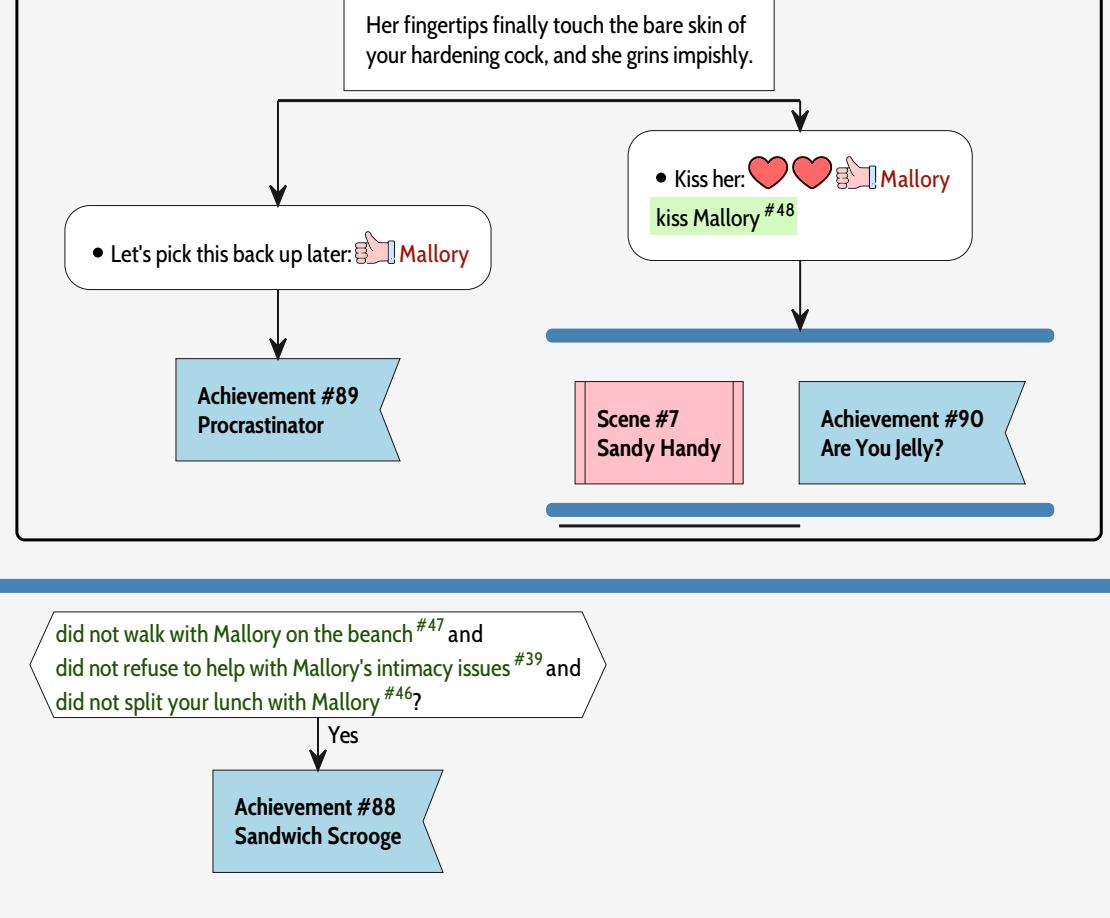 Her fingertips finally touch the bare skin of
your hardening cock, and she grins impishly.
• Kiss her: Mallory
kiss Mallory #48
• Let's pick this back up later: Mallory
Achievement #89
Procrastinator
Scene #7
Sandy Handy
Achievement #90
Are You Jelly?
did not walk with Mallory on the beanch #47 and
did not refuse to help with Mallory's intimacy issues #39 and
did not split your lunch with Mallory #46?
Yes
Achievement #88
Sandwich Scrooge